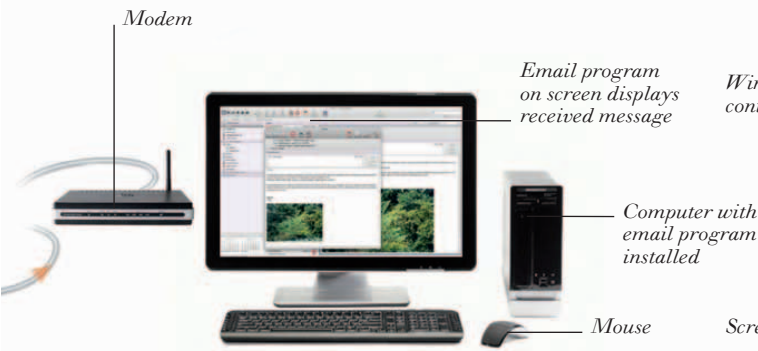 Modem
Email program
on screen displays
received message
Computer with
email program
installed
Mouse